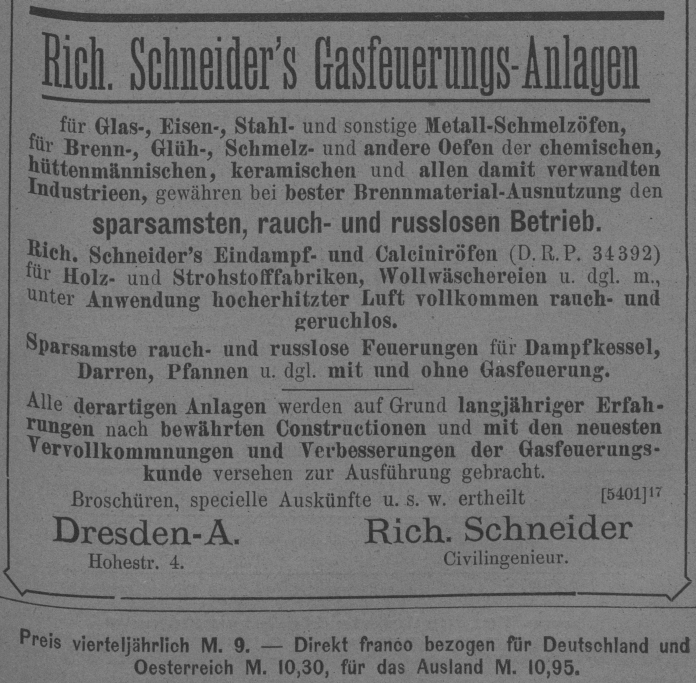 Rich. Schneider's Gasfeuerungs-Anlagen
für Glas-, Eisen-, Stahl- und sonstige Metall-Schmelzöfen,
für Brenn-, Glüh-, Schmelz- und andere Oefen der chemischen,
hüttenmännischen, keramischen und allen damit verwandten
Industrieen, gewähren bei bester Brennmaterial-Ausnutzung den
sparsamsten, rauch- und russlosen Betrieb.
Rich. Schneider's Eindampf- und Calciniröfen (D. R. P. 34392)
für Holz- und Strohstofffabriken, Wollwäschereien u. dgl. m.,
unter Anwendung hocherhitzter Luft vollkommen rauch- und
geruchlos.
Sparsamste rauch- und russlose Feuerungen für Dampfkessel,
Darren, Pfannen u. dgl. mit und ohne Gasfeuerung.
Alle derartigen Anlagen werden auf Grund langjähriger Erfah-
rungen nach bewährten Constructionen und mit den neuesten
Vervollkommnungen und Verbesserungen der Gasfeuerungs-
kunde versehen zur Ausführung gebracht.
Broschüren, specielle Auskünfte u. s. w. ertheilt [5401]17
Dresden-A. Rich. Schneider
Hohestr. 4. Civilingenieur.
Preis vierteljährlich M. 9. — Direkt franco bezogen für Deutschland und
Oesterreich M. 10,30, für das Ausland M. 10,95.